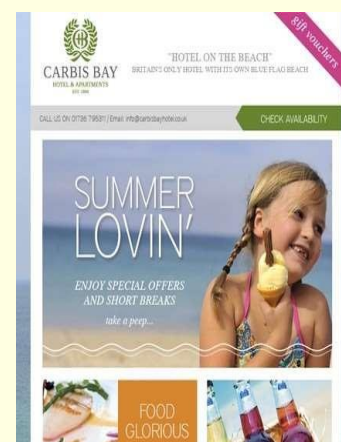 gift vouchers
CARBIS BAY
HOTEL & APARTMENTS
EST 1894
"HOTEL ON THE BEACH"
BRITAIN'S ONLY HOTEL WITH ITS OWN BLUE FLAG BEACH
CALL US ON 01736 795311 / Email: info@carbisbayhotel.co.uk
CHECK AVAILABILITY
SUMMER
LOVIN'
ENJOY SPECIAL OFFERS
AND SHORT BREAKS
take a peep...
FOOD
GLORIOUS